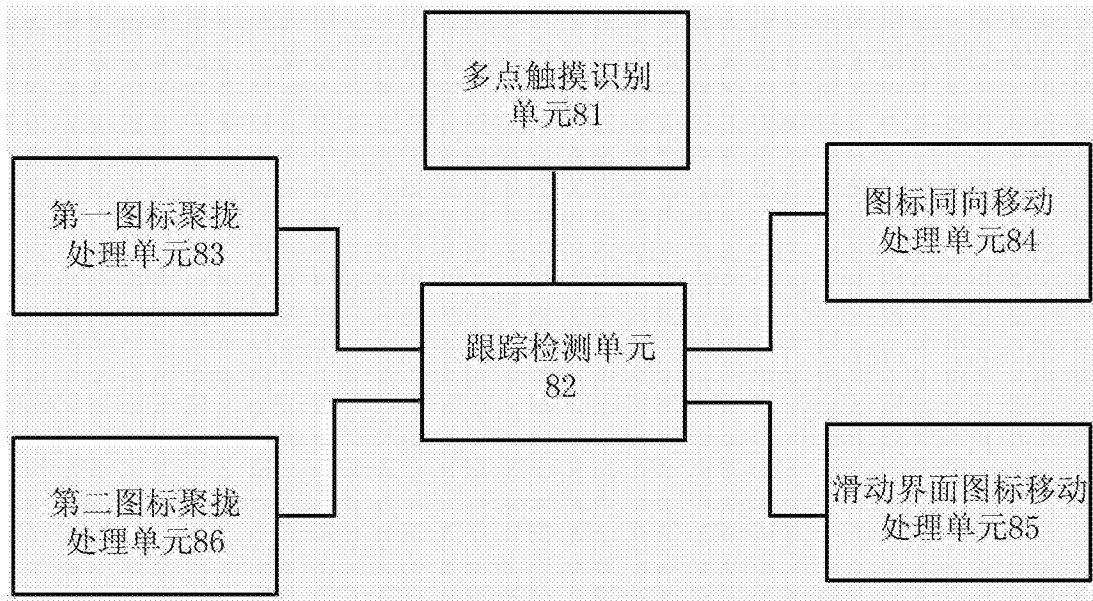 多点触摸识别
单元81
第一图标聚拢
处理单元83
图标同向移动
处理单元84
跟踪检测单元
82
第二图标聚拢
处理单元86
滑动界面图标移动
处理单元85